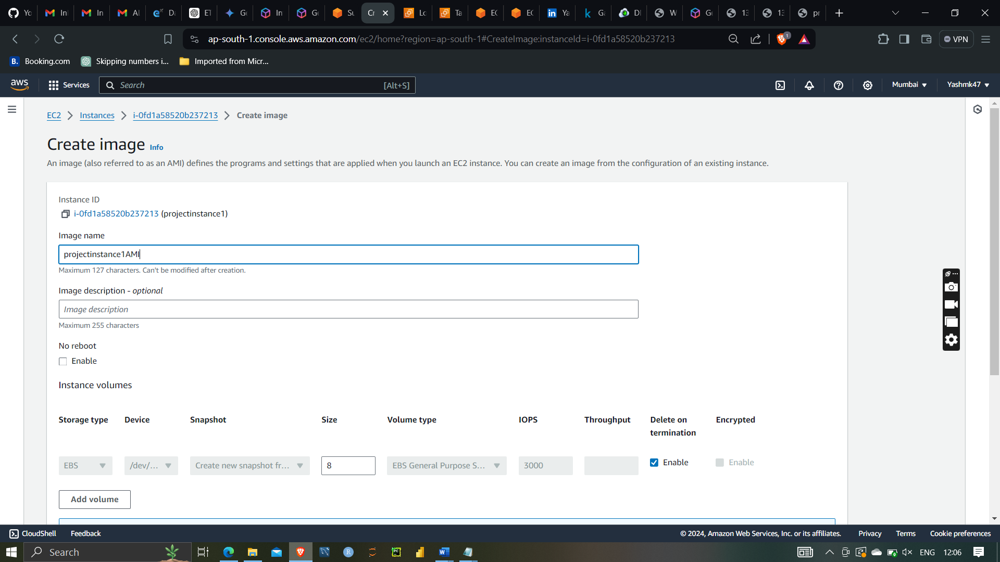 Yo
In
In
Al
Da
ET
Ge
In
Ge
Su
Cr
Lo
Ta
EC
EC
Ya
Ga
DI
W
Ge
13
13
pr
ap-south-1.console.aws.amazon.com/ec2/home?region=ap-south-1#CreateImage:instanceId=i-0fd1a58520b237213
1
VPN
B. Booking.com
Skipping numbers i...
Imported from Micr...
aws
Services
Search
[Alt+S]
Mumbai
Yashmk47
EC2
Instances
i-0fd1a58520b237213
Create image
Create image Info
An image (also referred to as an AMI) defines the programs and settings that are applied when you launch an EC2 instance. You can create an image from the configuration of an existing instance.
Instance ID
i-0fd1a58520b237213 (projectinstance1)
Image name
projectinstance1AMI
Maximum 127 characters. Can't be modified after creation.
Image description - optional
Image description
Maximum 255 characters
No reboot
Enable
Instance volumes
Storage type
Device
Snapshot
Size
Volume type
IOPS
Throughput
Delete on
termination
Encrypted
EBS
/dev/...
Create new snapshot fr...
8
EBS General Purpose S...
3000
Enable
Enable
Add volume
CloudShell
Feedback
© 2024, Amazon Web Services, Inc. or its affiliates.
Privacy
Terms
Cookie preferences
Search
ENG
12:06